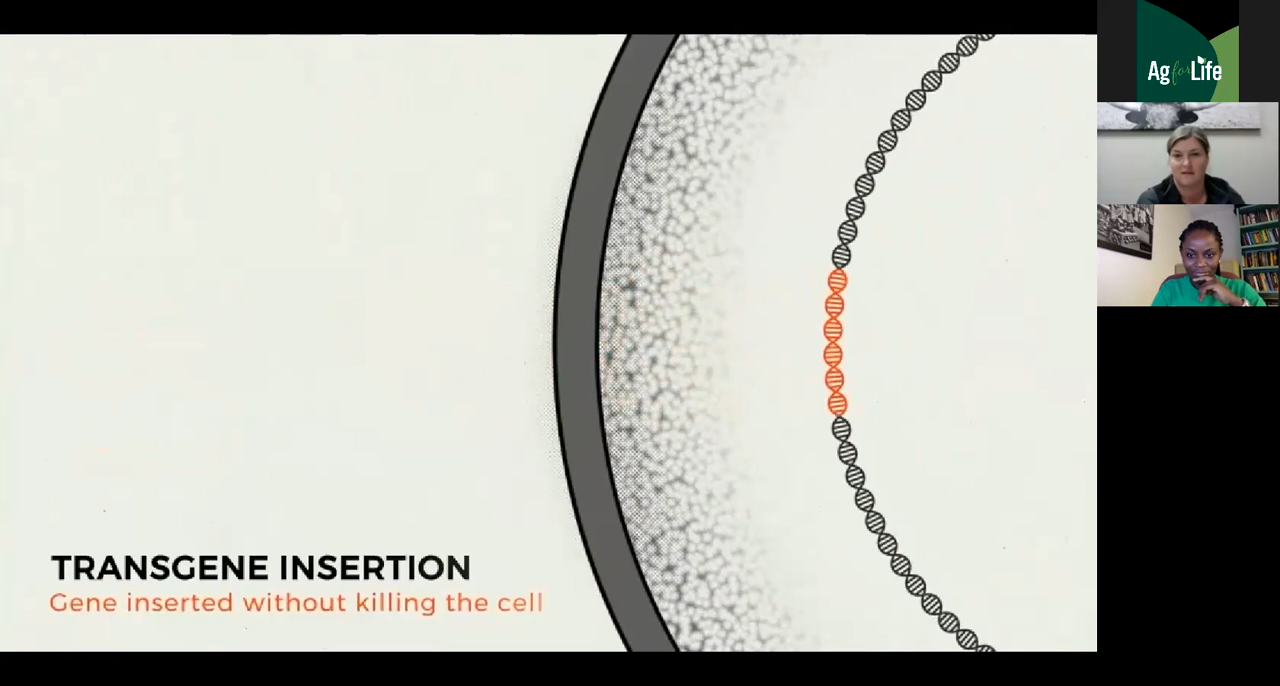 Ag for Life
TRANSGENE INSERTION
Gene inserted without killing the cell